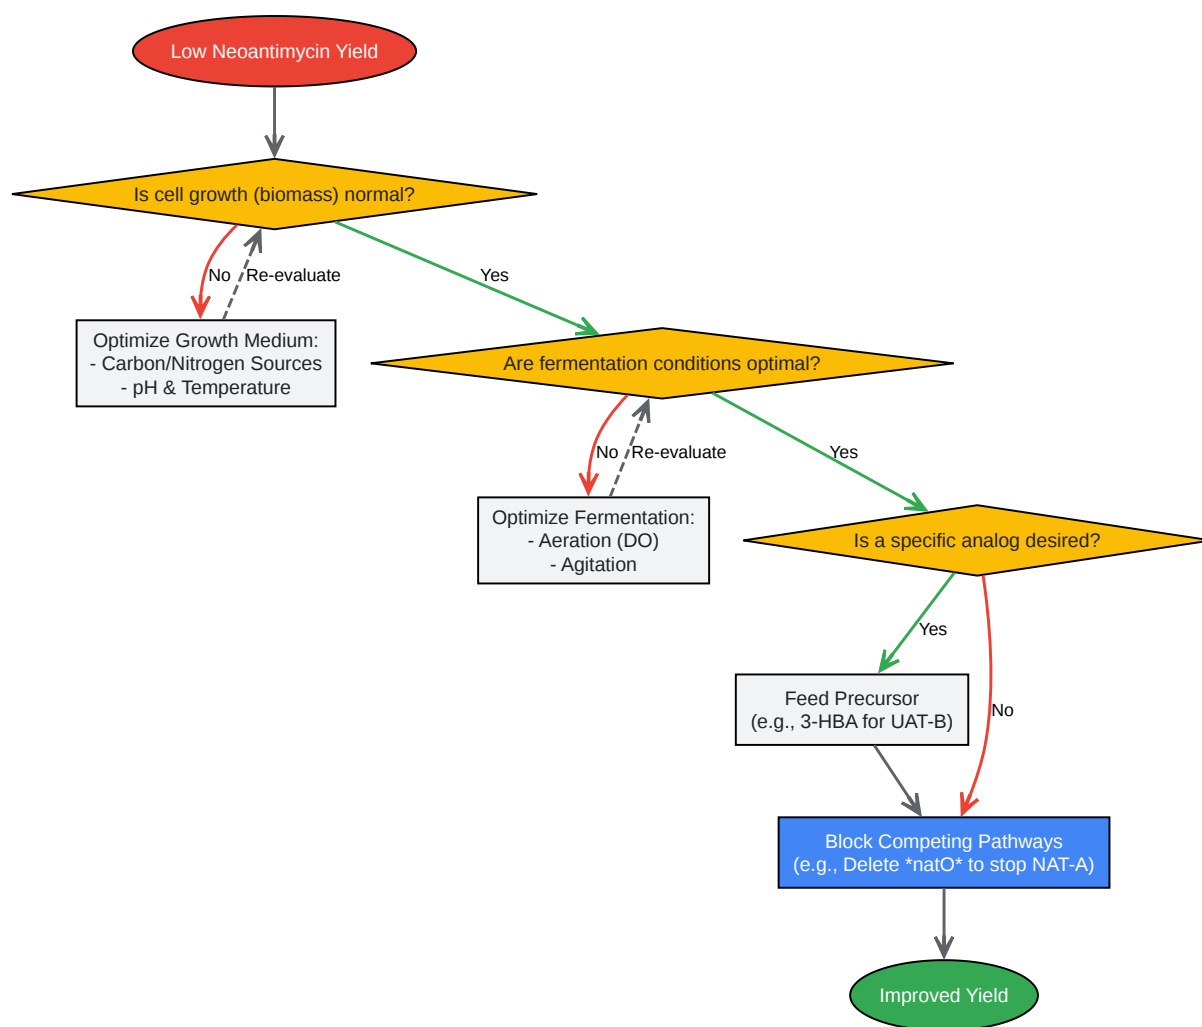 Low Neoantimycin Yield
Is cell growth (biomass) normal?
No
Re-evaluate
Yes
Optimize Growth Medium:
- Carbon/Nitrogen Sources
- pH & Temperature
Are fermentation conditions optimal?
No
Re-evaluate
Yes
Optimize Fermentation:
- Aeration (DO)
- Agitation
Is a specific analog desired?
Yes
No
Feed Precursor
(e.g., 3-HBA for UAT-B)
Block Competing Pathways
(e.g., Delete *natO* to stop NAT-A)
Improved Yield